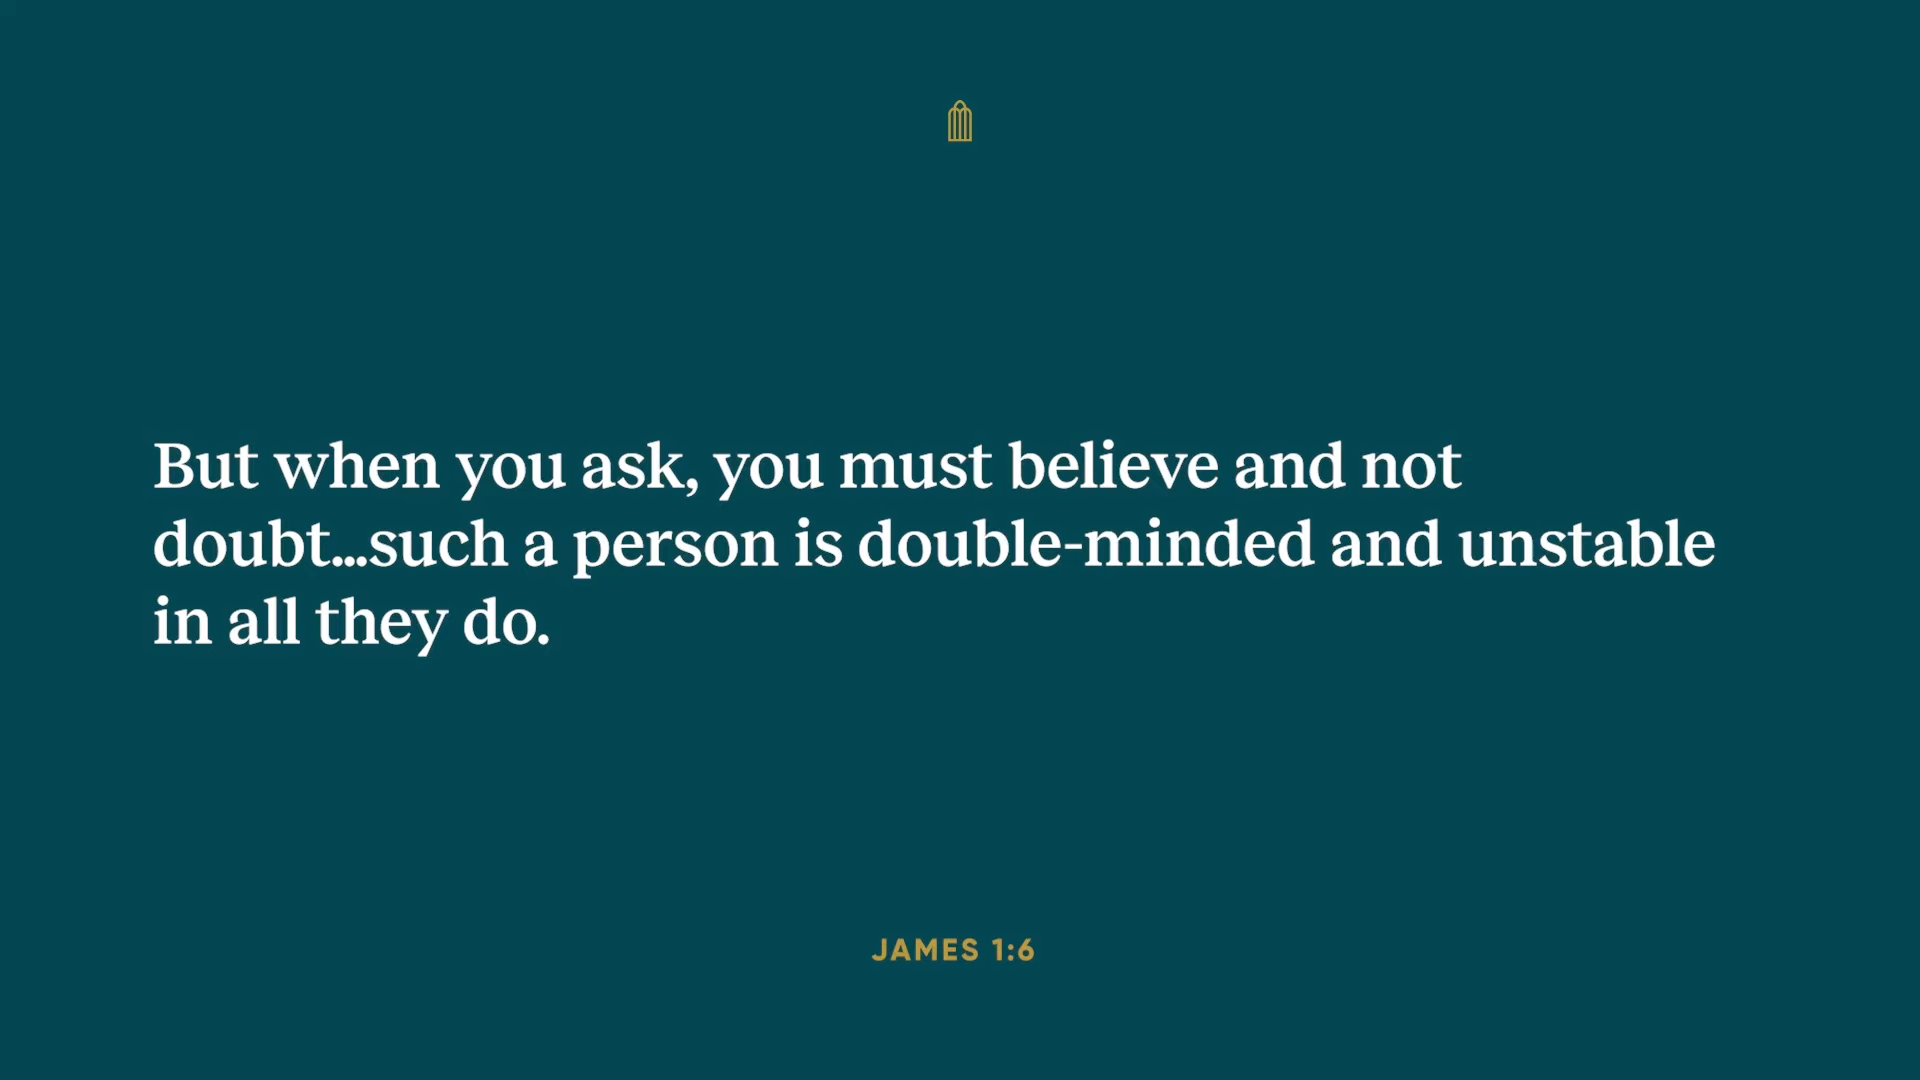 But when you ask, you must believe and not
doubt...such a person is double-minded and unstable
in all they do.
JAMES 1:6